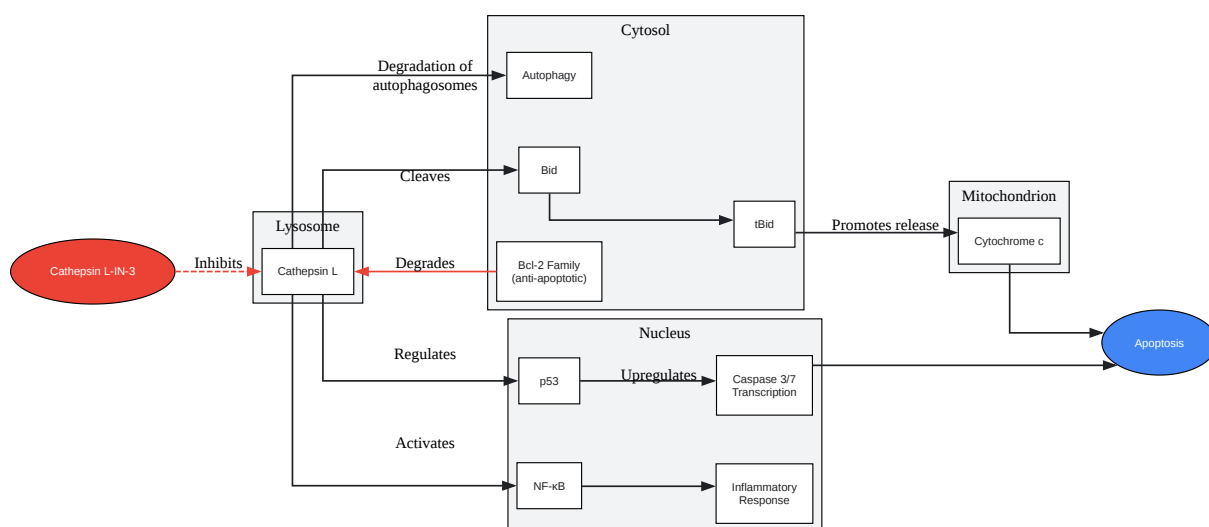 Cytosol
Degradation of
autophagosomes
Autophagy
Cleaves
Bid
tBid
Promotes release
Mitochondrion
Cytochrome c
Lysosome
Cathepsin L-IN-3
Inhibits
Cathepsin L
Degrades
Bcl-2 Family
(anti-apoptotic)
Nucleus
Regulates
p53
Upregulates
Caspase 3/7
Transcription
Apoptosis
Activates
NF-κB
Inflammatory
Response